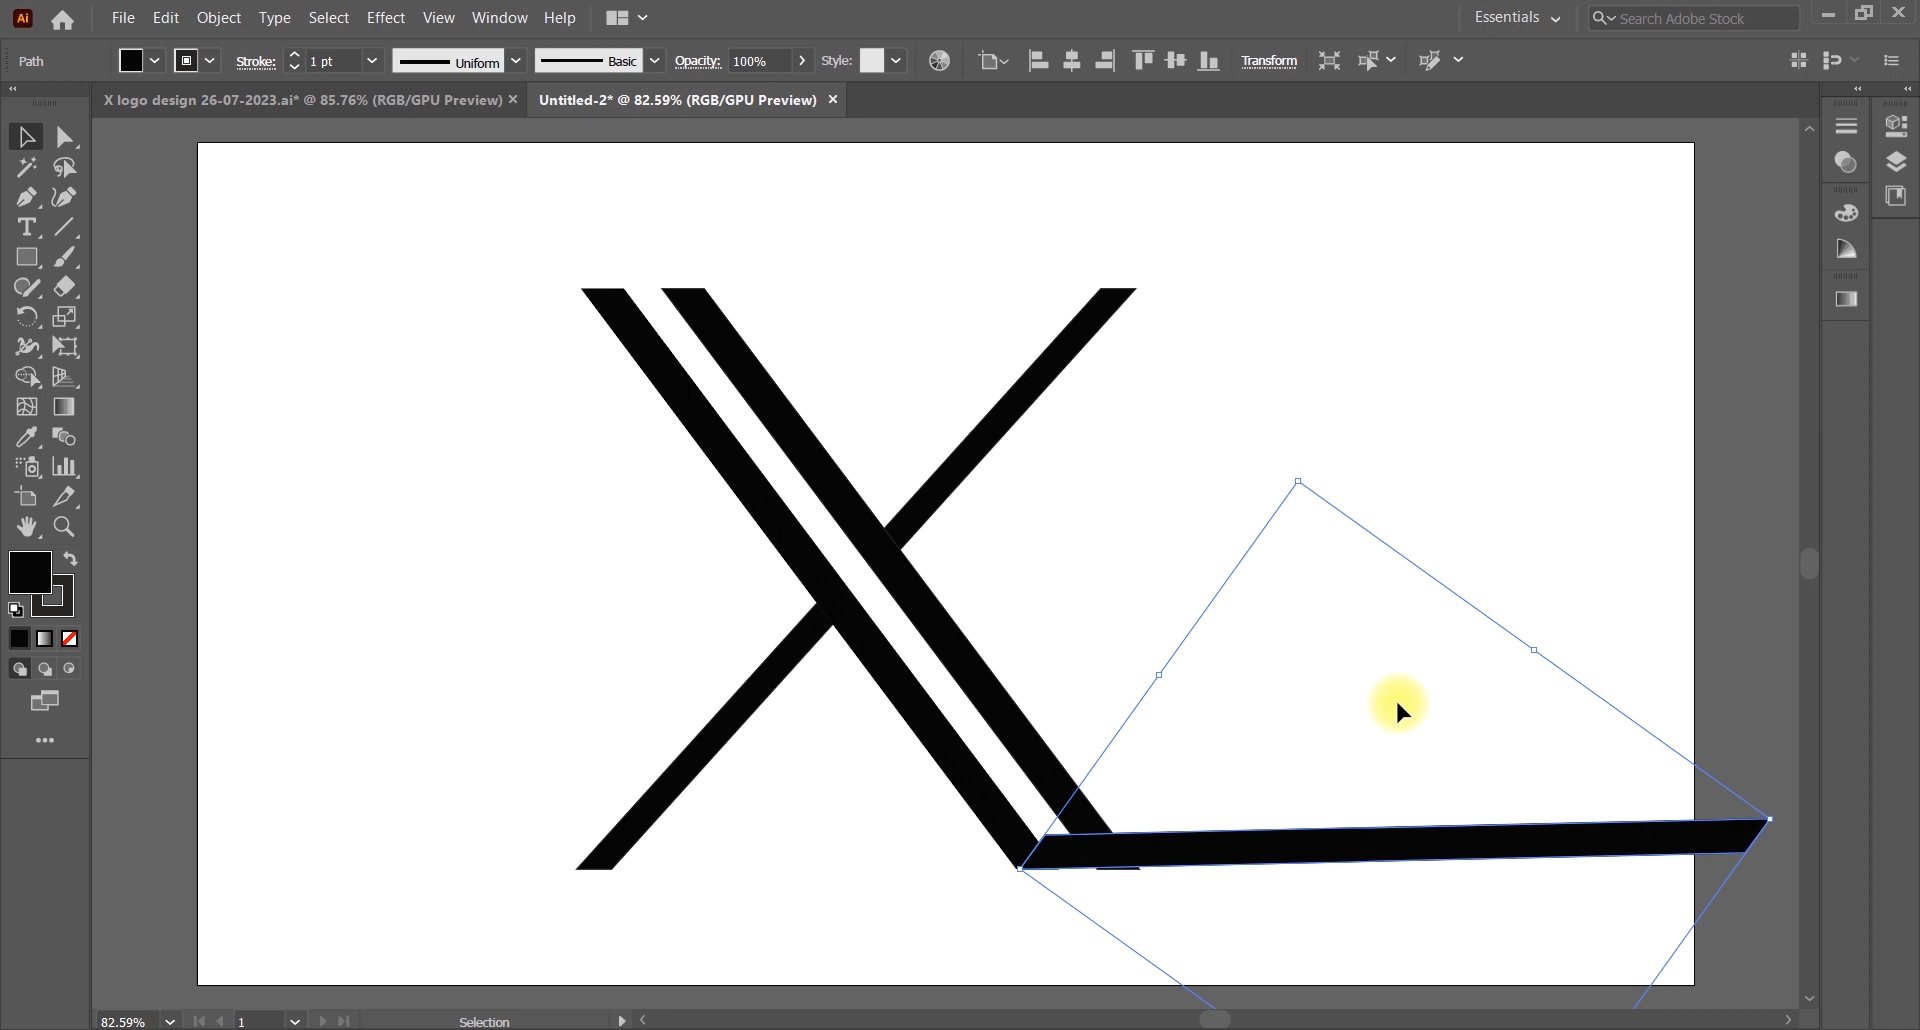 Ai File Edit Object Type Select Effect View Window Help Essentials Search Adobe Stock
Path Stroke: 1 pt Uniform Basic Opacity: 100% Style: Transform
X logo design 26-07-2023.ai* @ 85.76% (RGB/GPU Preview) × Untitled-2* @ 82.59% (RGB/GPU Preview) ×
T
X
82.59% 1 Selection